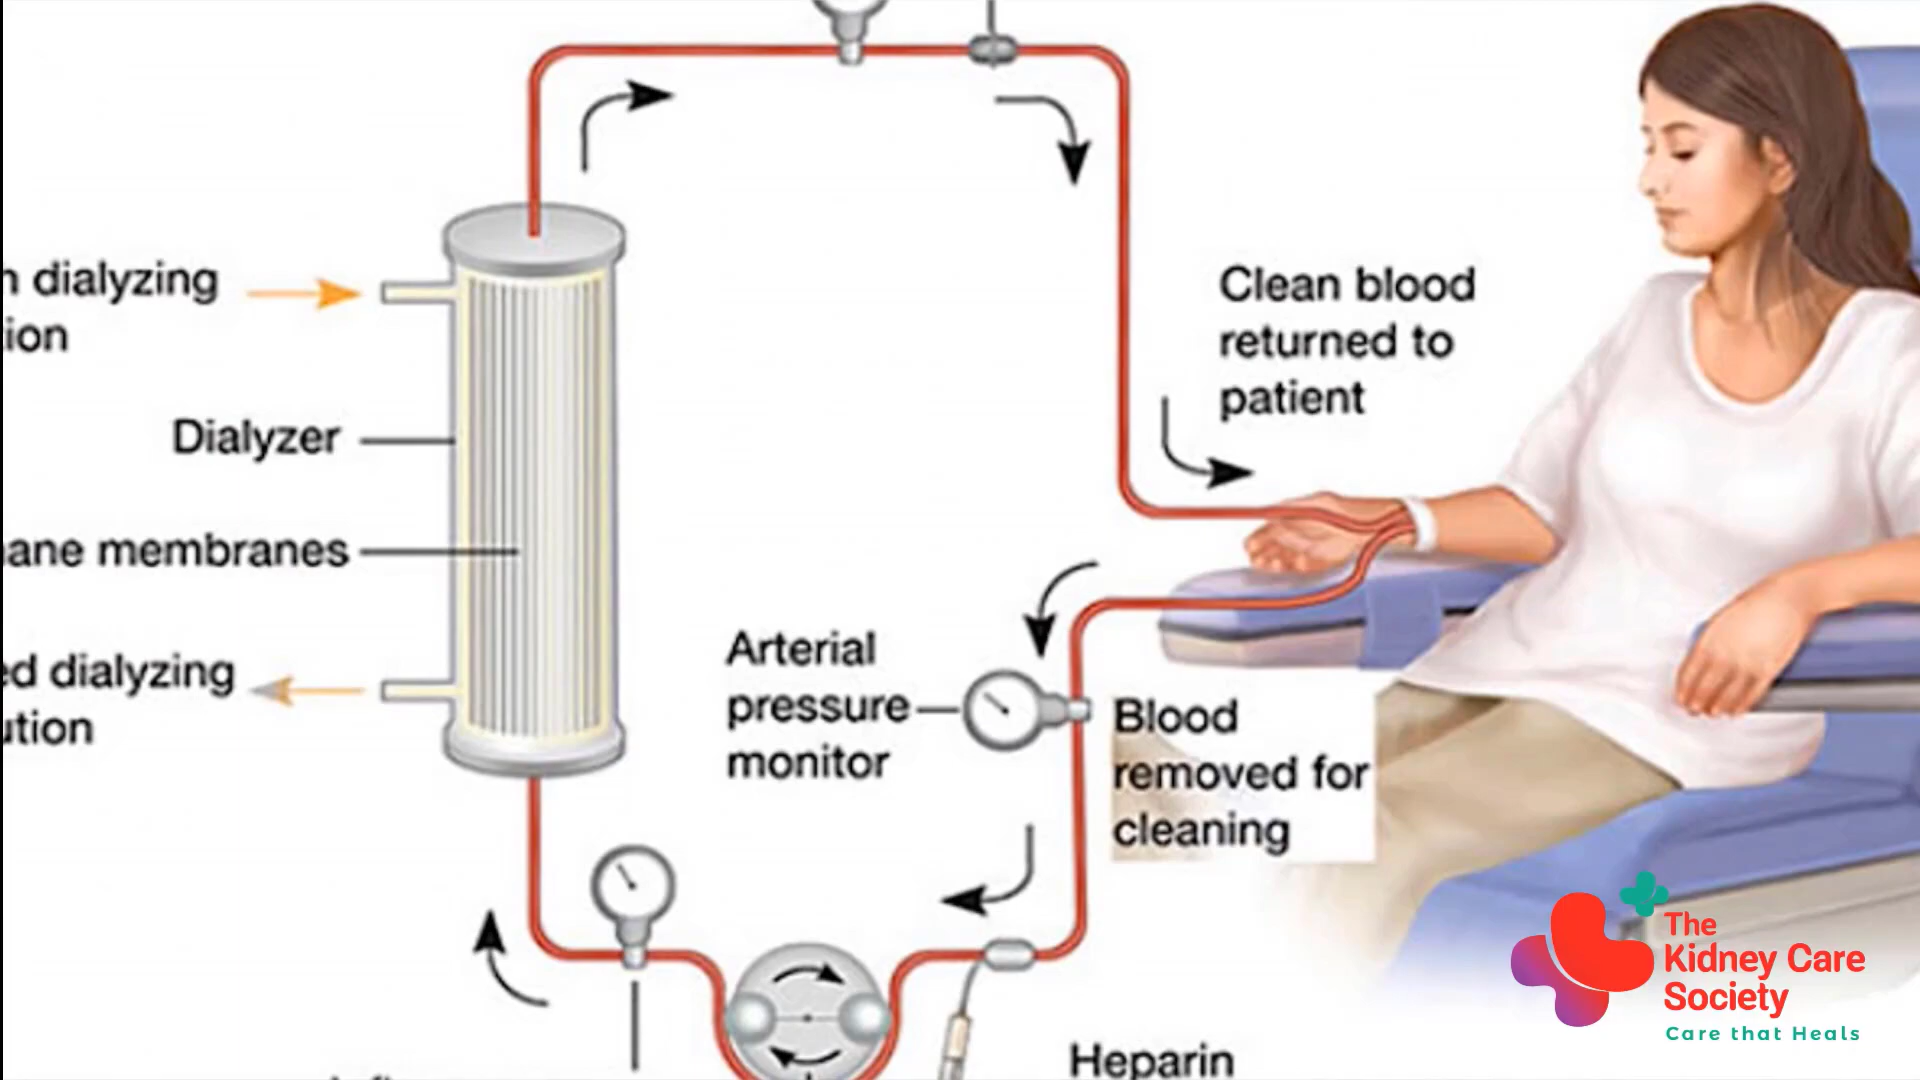 n dialyzing
ion
Dialyzer
ane membranes
ed dialyzing
ution
Clean blood
returned to
patient
Arterial
pressure
monitor
Blood
removed for
cleaning
Heparin
The
Kidney Care
Society
Care that Heals